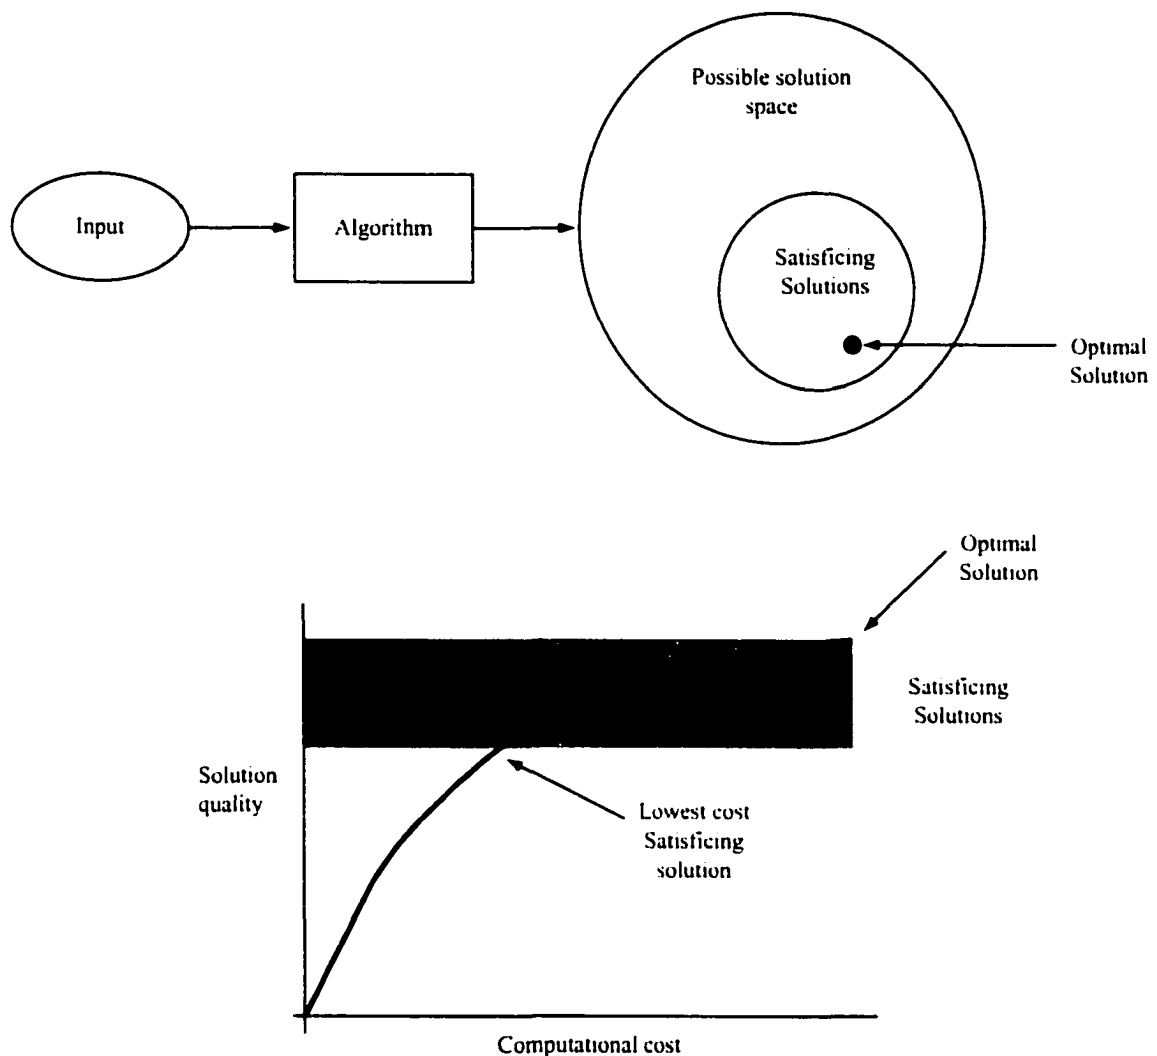 Possible solution
space
Input
Algorithm
Satisficing
Solutions
Optimal
Solution
Optimal
Solution
Satisficing
Solutions
Solution
quality
Lowest cost
Satisficing
solution
Computational cost